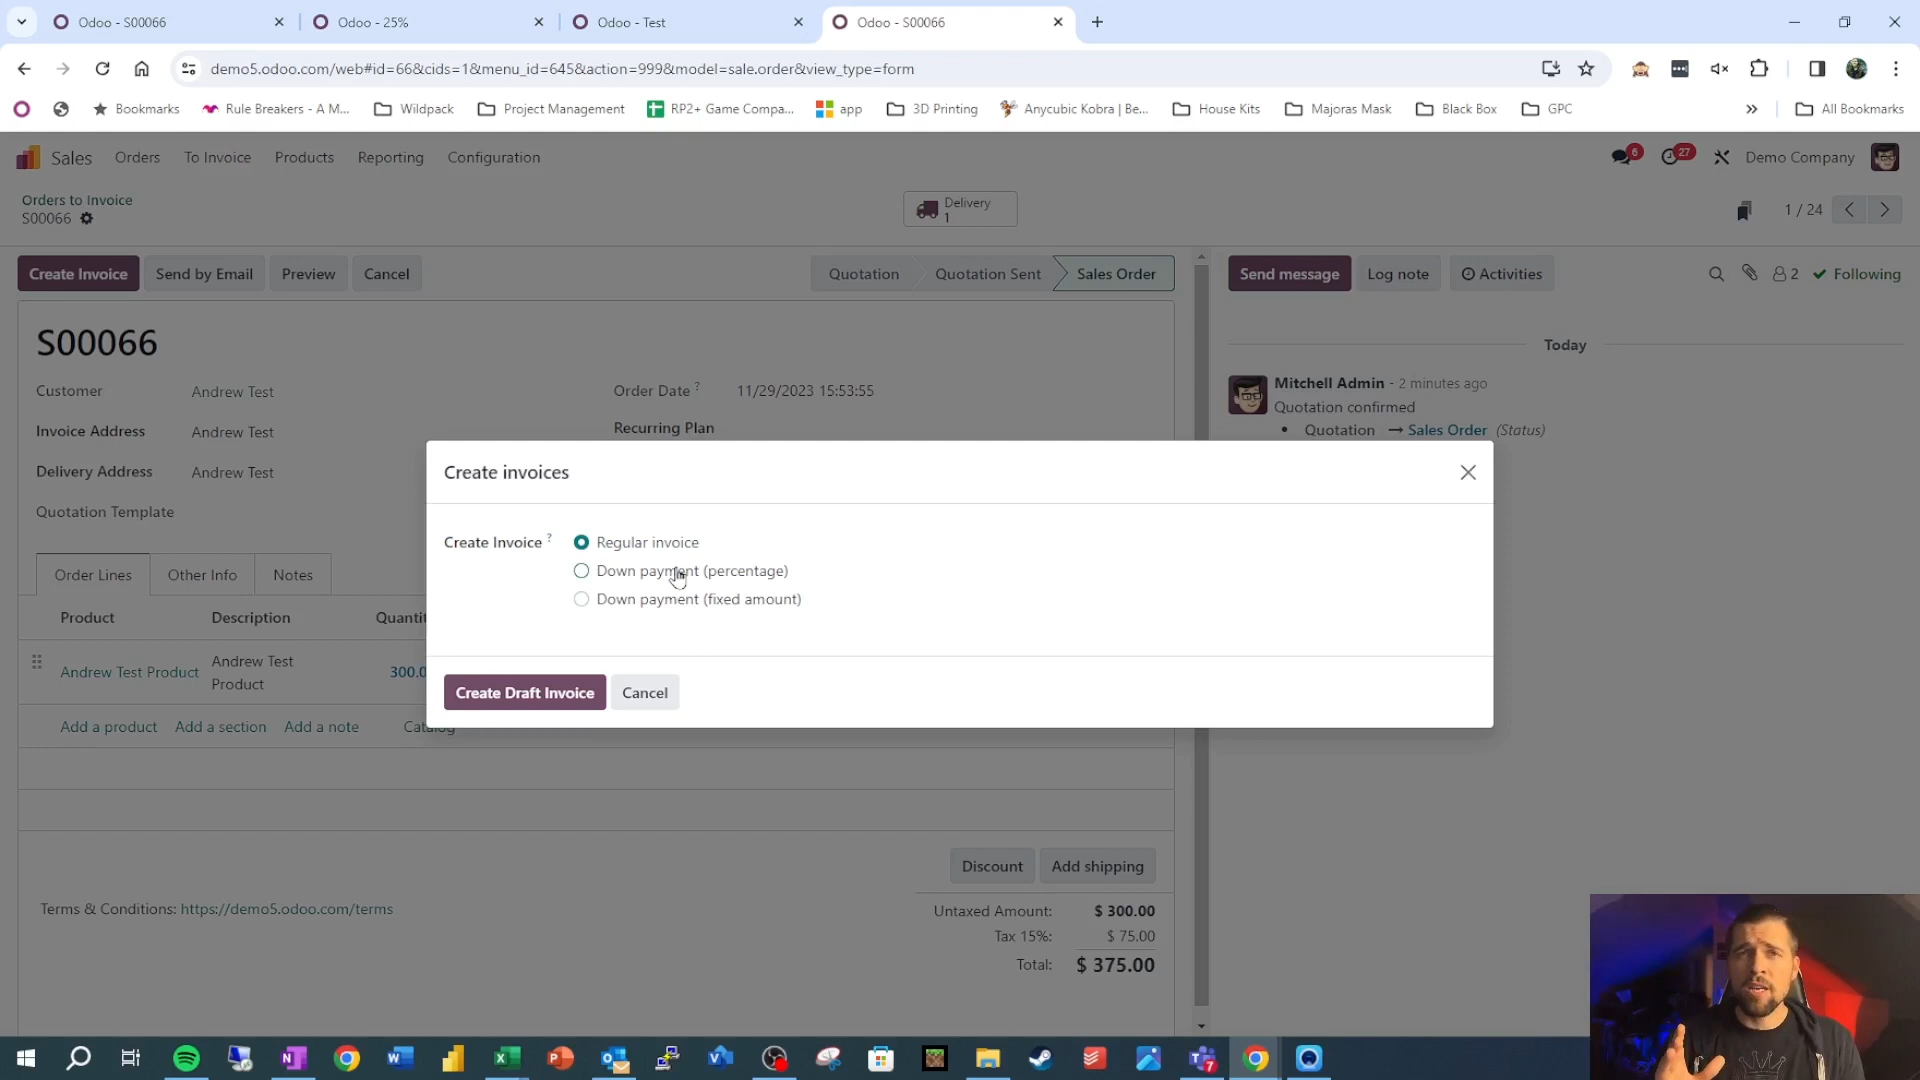 Odoo - S00066
Odoo - 25%
Odoo - Test
Odoo - S00066
demo5.odoo.com/web#id=66&cids=1&menu_id=645&action=999&model=sale.order&view_type=form
Bookmarks
Rule Breakers - A M...
Wildpack
Project Management
RP2+ Game Compa...
app
3D Printing
Anycubic Kobra | Be...
House Kits
Majoras Mask
Black Box
GPC
»
All Bookmarks
Sales Orders To Invoice Products Reporting Configuration
6
27
Demo Company
Orders to Invoice
S00066
Delivery
1
1 / 24
Create Invoice Send by Email Preview Cancel
Quotation Quotation Sent Sales Order
Send message Log note Activities
2 Following
S00066
Today
Customer Andrew Test
Order Date ? 11/29/2023 15:53:55
Mitchell Admin - 2 minutes ago
Quotation confirmed
• Quotation → Sales Order (Status)
Invoice Address Andrew Test
Recurring Plan
Delivery Address Andrew Test
Quotation Template
Create invoices
Create Invoice ?
Regular invoice
Down payment (percentage)
Down payment (fixed amount)
Create Draft Invoice Cancel
Order Lines Other Info Notes
Product Description Quantit
Andrew Test Product
Andrew Test
Product
300.0
Add a product Add a section Add a note Catalog
Discount Add shipping
Terms & Conditions: https://demo5.odoo.com/terms
Untaxed Amount: $ 300.00
Tax 15%: $ 75.00
Total: $ 375.00
7